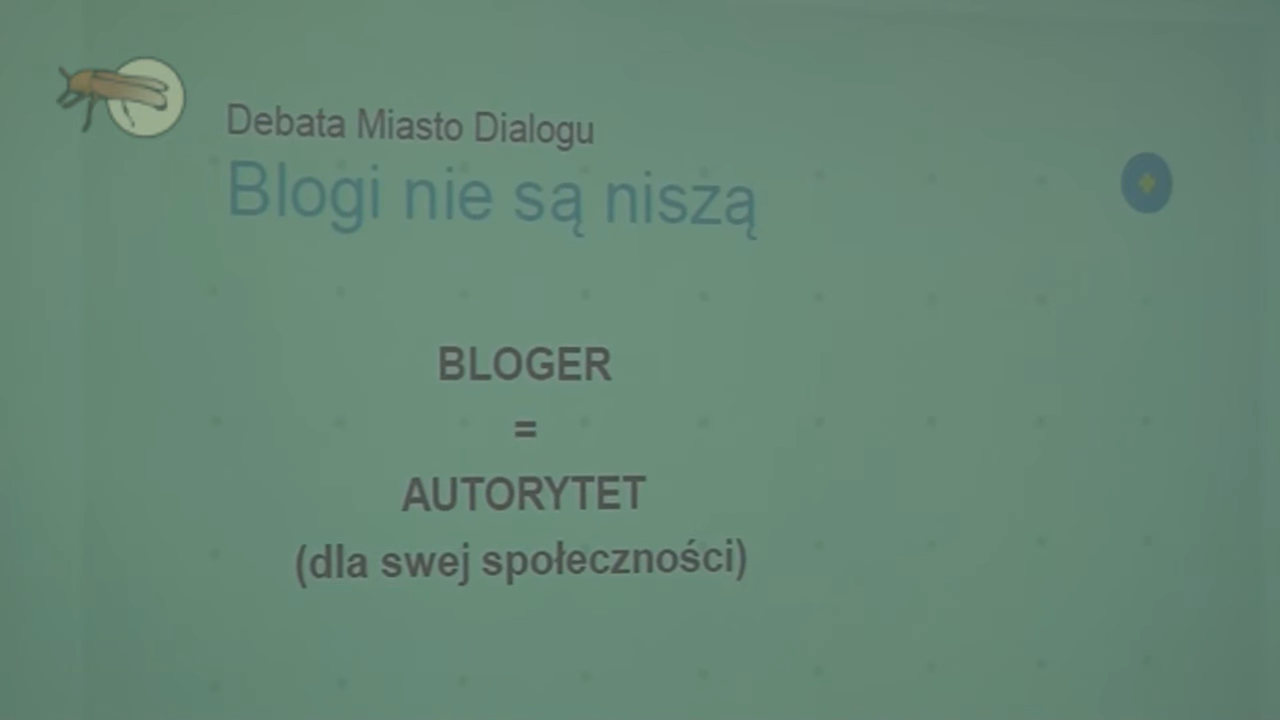 Debata Miasto Dialogu
Blogi nie są niszą
BLOGER
=
AUTORYTET
(dla swej społeczności)